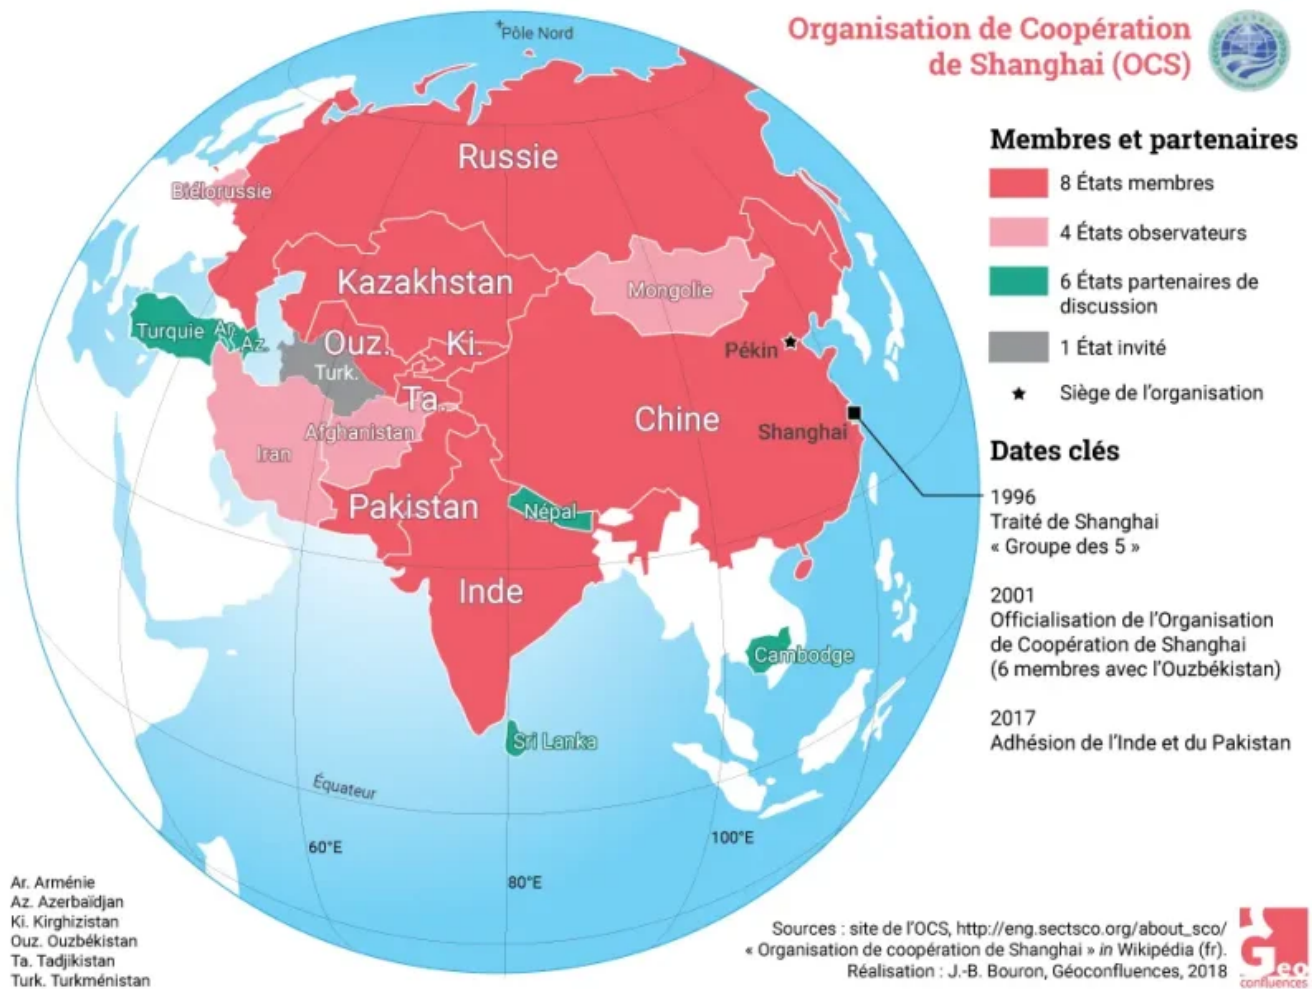 Organisation de Coopération
de Shanghai (OCS)
Pôle Nord
Russie
Biélorussie
Kazakhstan
Mongolie
Turquie
Ar.
Az.
Ouz.
Ki.
Turk.
Ta.
Pékin
Chine
Shanghai
Afghanistan
Iran
Pakistan
Népal
Inde
Cambodge
Sri Lanka
Équateur
60°E
80°E
100°E
Membres et partenaires
8 États membres
4 États observateurs
6 États partenaires de
discussion
1 État invité
Siège de l'organisation
Dates clés
1996
Traité de Shanghai
« Groupe des 5 »
2001
Officialisation de l'Organisation
de Coopération de Shanghai
(6 membres avec l'Ouzbékistan)
2017
Adhésion de l'Inde et du Pakistan
Ar. Arménie
Az. Azerbaïdjan
Ki. Kirghizistan
Ouz. Ouzbékistan
Ta. Tadjikistan
Turk. Turkménistan
Sources : site de l'OCS, http://eng.sectsco.org/about_sco/
« Organisation de coopération de Shanghai » in Wikipédia (fr).
Réalisation : J.-B. Bouron, Géoconfluences, 2018
Geo
confluences